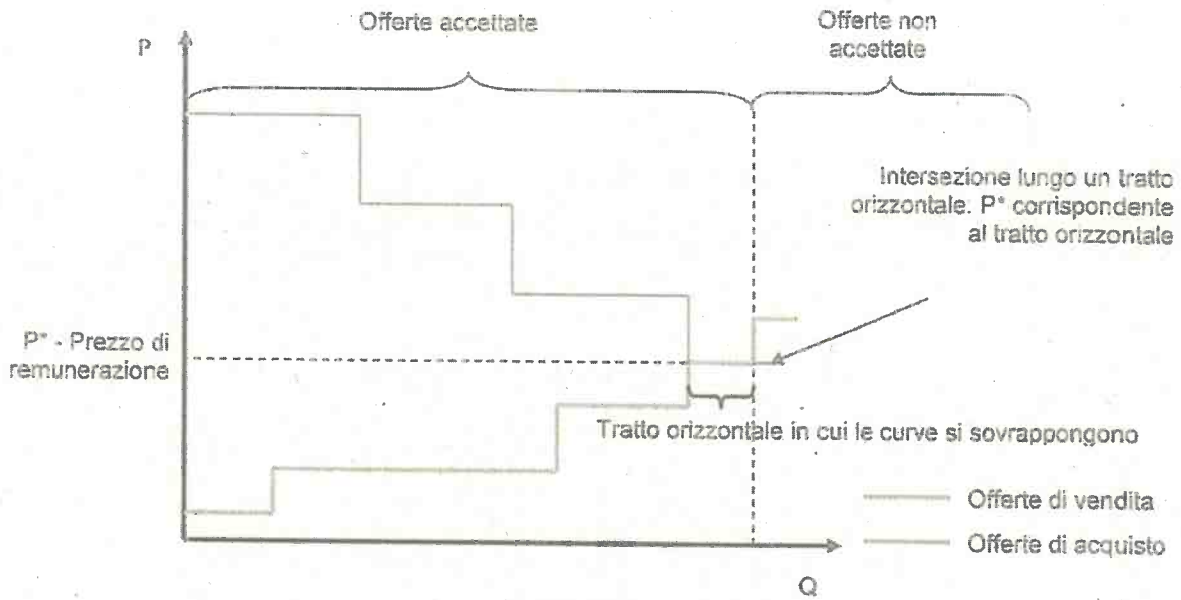 Offerte accettate
Offerte non
accettate
P
Intersezione lungo un tratto
orizzontale. P* corrispondente
al tratto orizzontale
P* - Prezzo di
remunerazione
Tratto orizzontale in cui le curve si sovrappongono
Offerte di vendita
Offerte di acquisto
Q